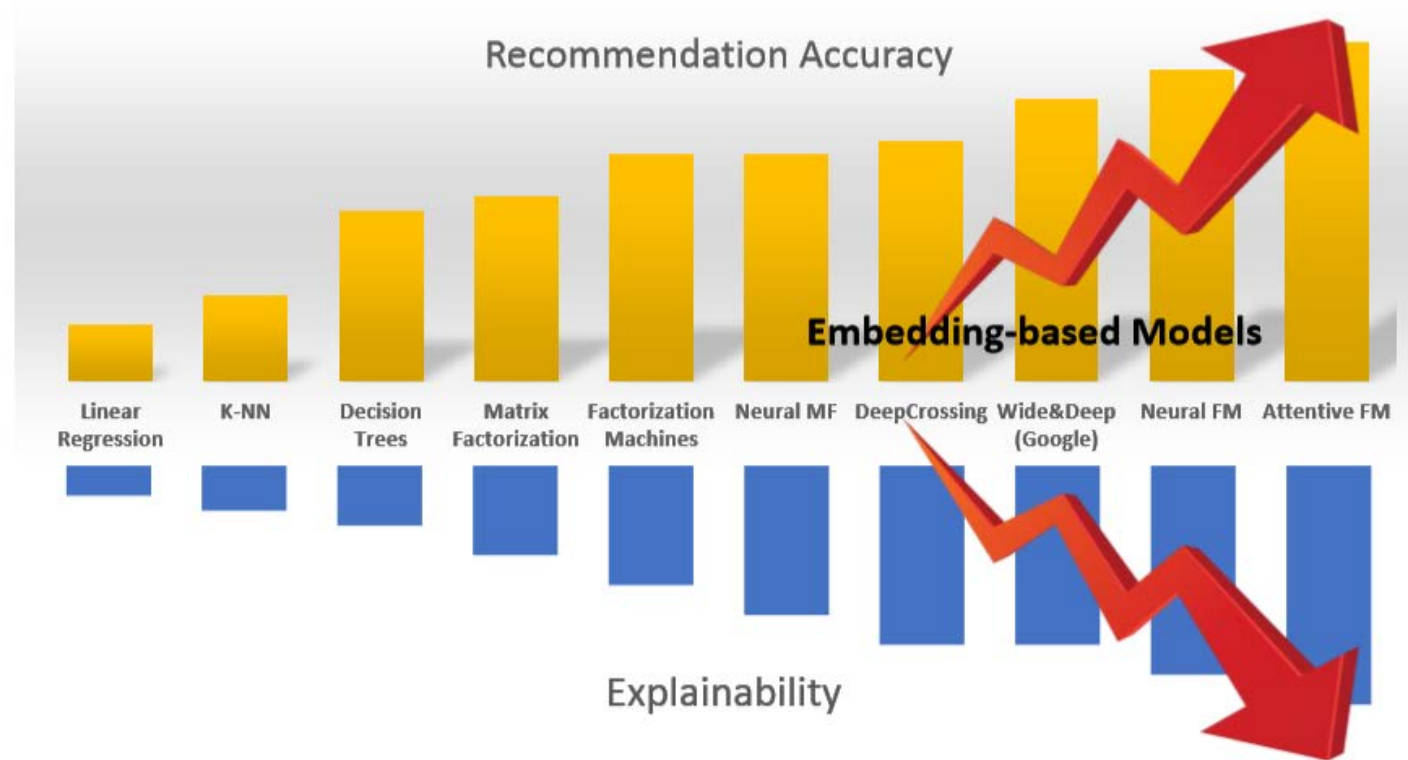 Recommendation Accuracy
Embedding-based Models
Linear Regression
K-NN
Decision Trees
Matrix Factorization
Factorization Machines
Neural MF
DeepCrossing
Wide&Deep (Google)
Neural FM
Attentive FM
Explainability